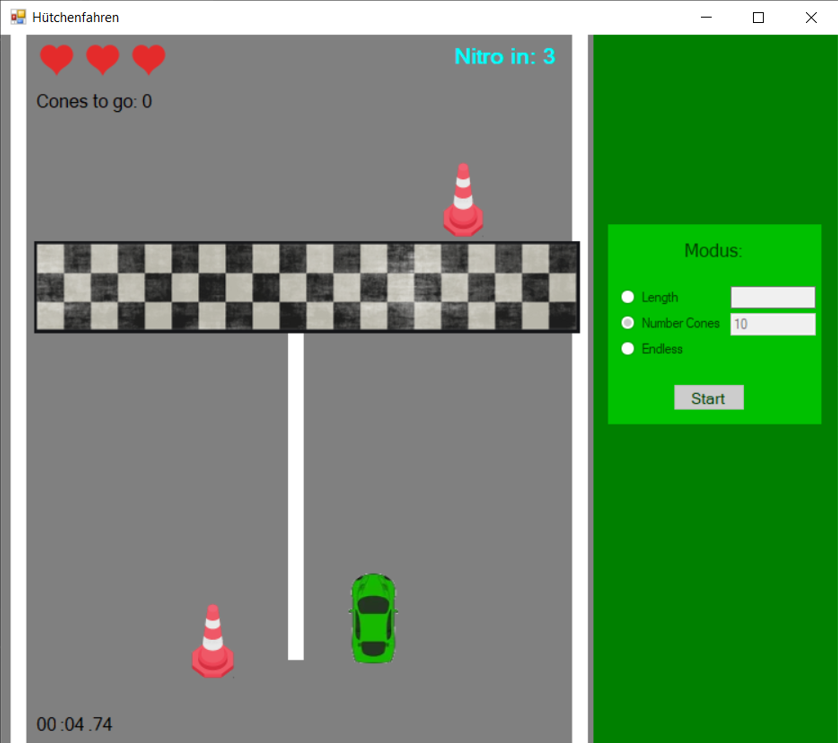 Hütchenfahren
Nitro in: 3
Cones to go: 0
Modus:
Length
Number Cones 10
Endless
Start
00:04.74